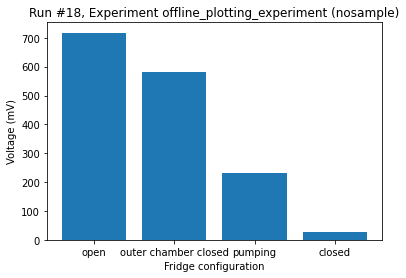 Run #18, Experiment offline_plotting_experiment (nosample)
Voltage (mV)
700
600
500
400
300
200
100
0
open outer chamber closed pumping closed
Fridge configuration